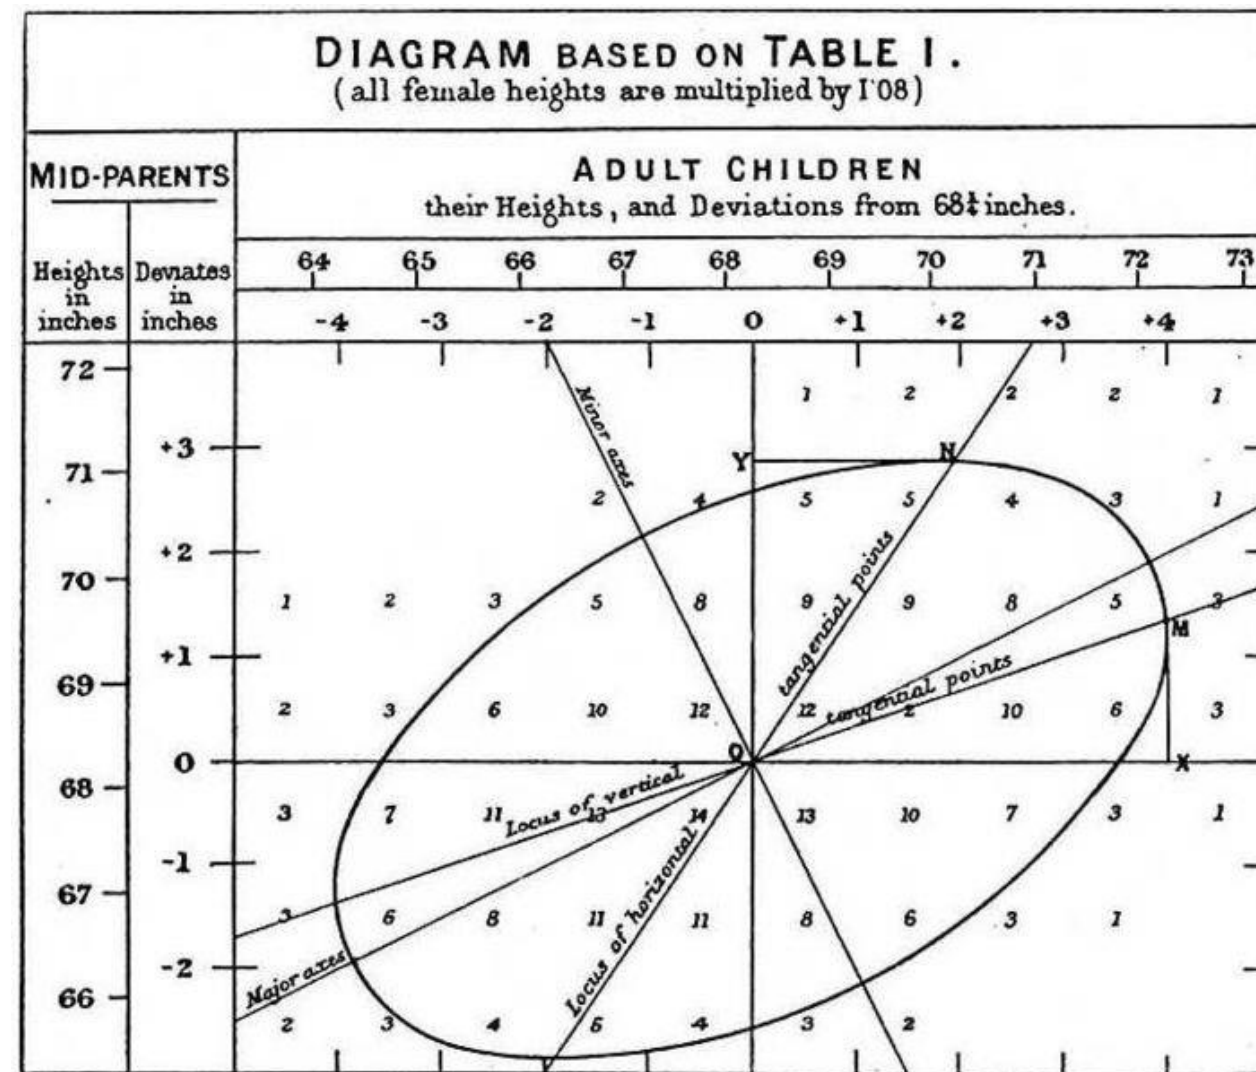 DIAGRAM BASED ON TABLE I.
(all female heights are multiplied by 1·08)
MID-PARENTS
ADULT CHILDREN
their Heights, and Deviations from 68¼ inches.
Heights in inches
Deviates in inches
64 65 66 67 68 69 70 71 72 73
-4 -3 -2 -1 0 +1 +2 +3 +4
72
1 2 2 2 1
Minor axes
+3
Y N
71
2 4 5 5 4 3 1
+2
tangential points
70
1 2 3 5 8 9 9 8 5 3
M
+1
tangential points
69
2 3 6 10 12 12 2 10 6 3
0
O X
68
Locus of vertical
3 7 11 13 14 13 10 7 3 1
-1
Locus of horizontal
67
3 6 8 11 11 8 6 3 1
-2
Major axes
66
2 3 4 5 4 3 2